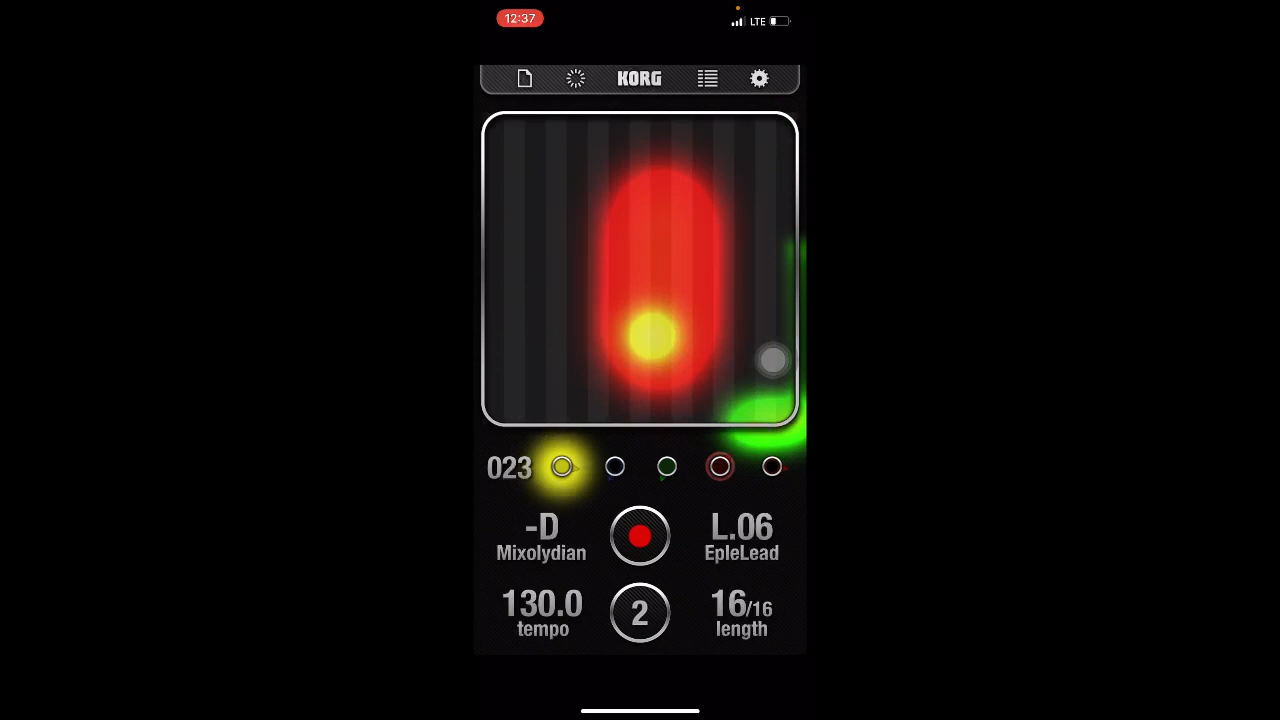 12:37
LTE
KORG
023
-D
Mixolydian
L.06
EpleLead
130.0
tempo
2
16/16
length